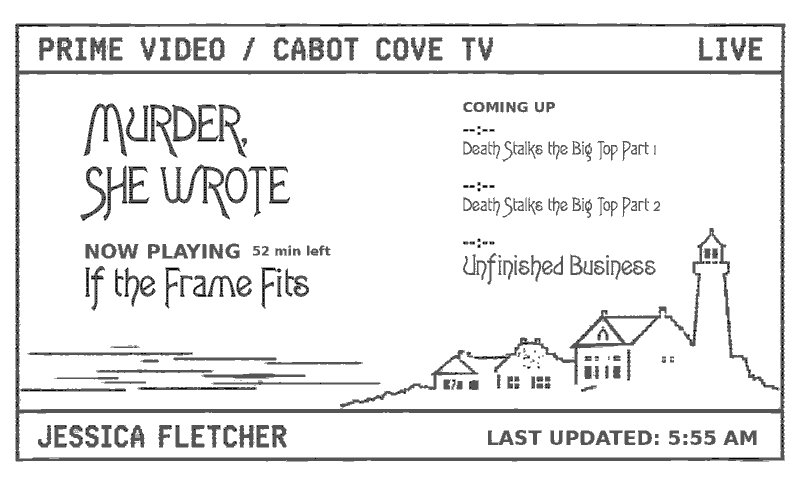 PRIME VIDEO / CABOT COVE TV
LIVE
MURDER,
SHE WROTE
NOW PLAYING 52 min left
If the Frame Fits
COMING UP
--:--
Death Stalks the Big Top Part 1
--:--
Death Stalks the Big Top Part 2
--:--
Unfinished Business
JESSICA FLETCHER
LAST UPDATED: 5:55 AM